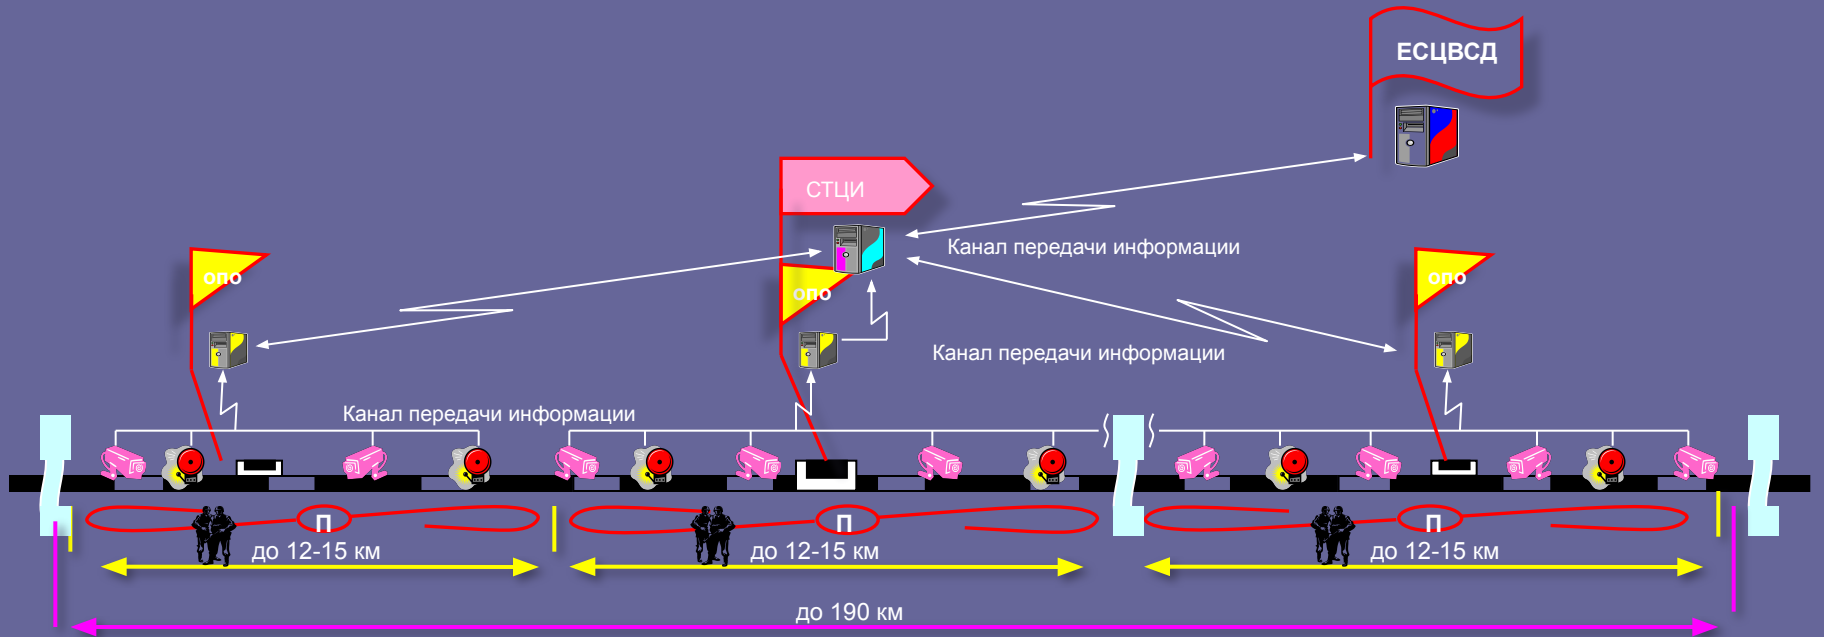 ЕСЦВСД
СТЦИ
Канал передачи информации
опо
опо
опо
Канал передачи информации
Канал передачи информации
П
П
П
до 12-15 км
до 12-15 км
до 12-15 км
до 190 км